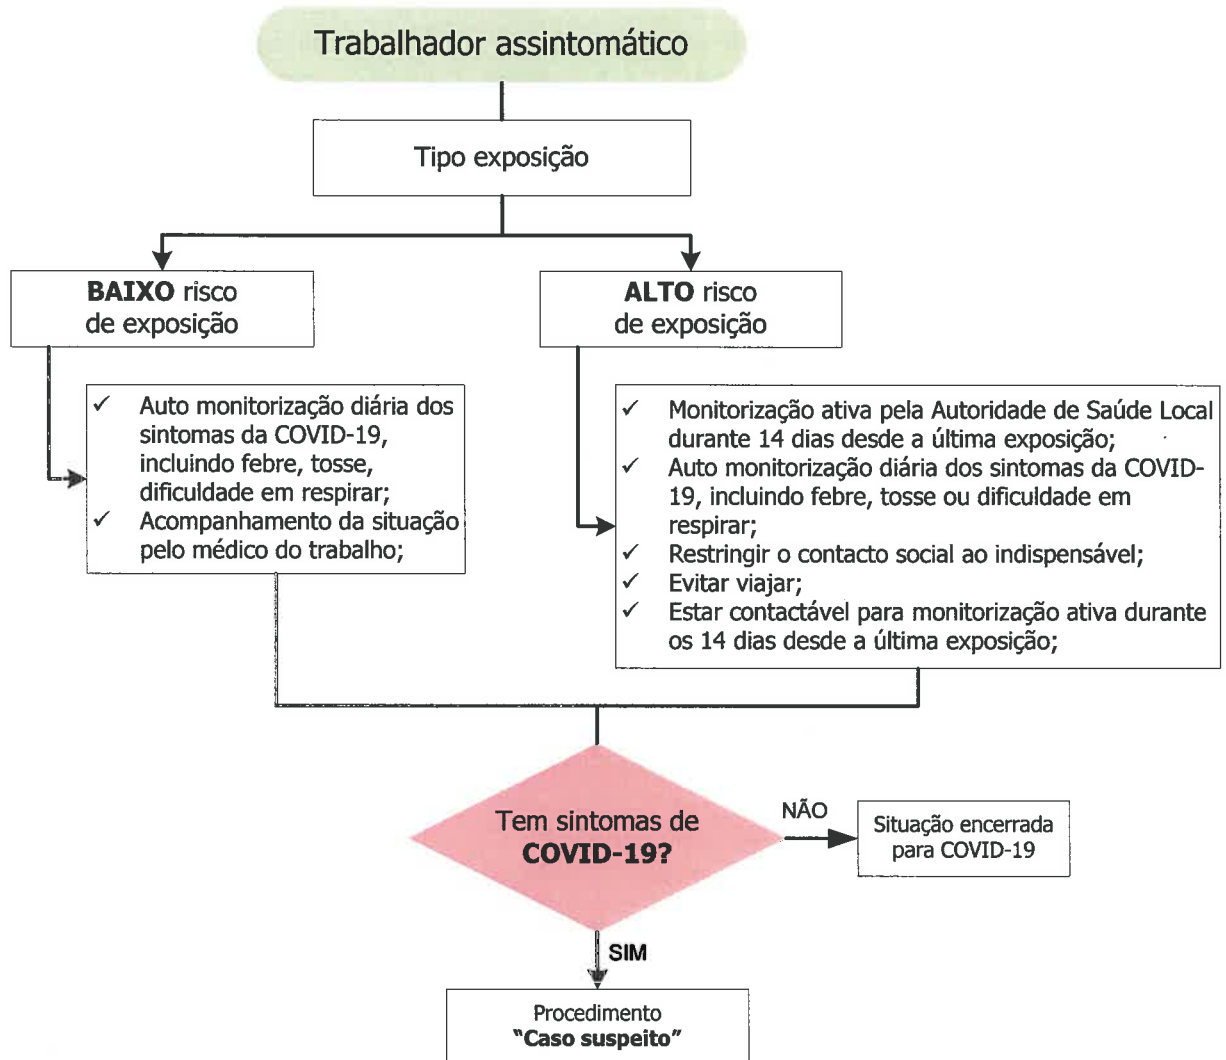 Trabalhador assintomático
Tipo exposição
BAIXO risco
de exposição
ALTO risco
de exposição
✓ Auto monitorização diária dos
sintomas da COVID-19,
incluindo febre, tosse,
dificuldade em respirar;
✓ Acompanhamento da situação
pelo médico do trabalho;
✓ Monitorização ativa pela Autoridade de Saúde Local
durante 14 dias desde a última exposição;
✓ Auto monitorização diária dos sintomas da COVID-
19, incluindo febre, tosse ou dificuldade em
respirar;
✓ Restringir o contacto social ao indispensável;
✓ Evitar viajar;
✓ Estar contactável para monitorização ativa durante
os 14 dias desde a última exposição;
Tem sintomas de
COVID-19?
NÃO
Situação encerrada
para COVID-19
SIM
Procedimento
"Caso suspeito"